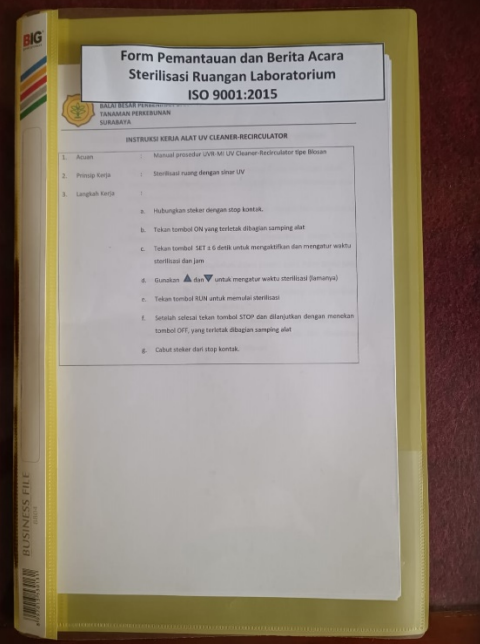 BIG
Form Pemantauan dan Berita Acara
Sterilisasi Ruangan Laboratorium
ISO 9001:2015
BALAI BESAR
TANAMAN PERKEBUNAN
SURABAYA
INSTRUKSI KERJA ALAT UV CLEANER-RECIRCULATOR
1. Acuan : Manual prosedur UVR-Mi UV Cleaner-Recirculator tipe Biosan
2. Prinsip Kerja : Sterilisasi ruang dengan sinar UV
3. Langkah Kerja :
a. Hubungkan steker dengan stop kontak.
b. Tekan tombol ON yang terletak dibagian samping alat
c. Tekan tombol SET ± 6 detik untuk mengaktifkan dan mengatur waktu
sterilisasi dan jam
d. Gunakan ▲ dan ▼ untuk mengatur waktu sterilisasi (lamanya)
e. Tekan tombol RUN untuk memulai sterilisasi
f. Setelah selesai tekan tombol STOP dan dilanjutkan dengan menekan
tombol OFF, yang terletak dibagian samping alat
g. Cabut steker dari stop kontak.
BUSINESS FILE